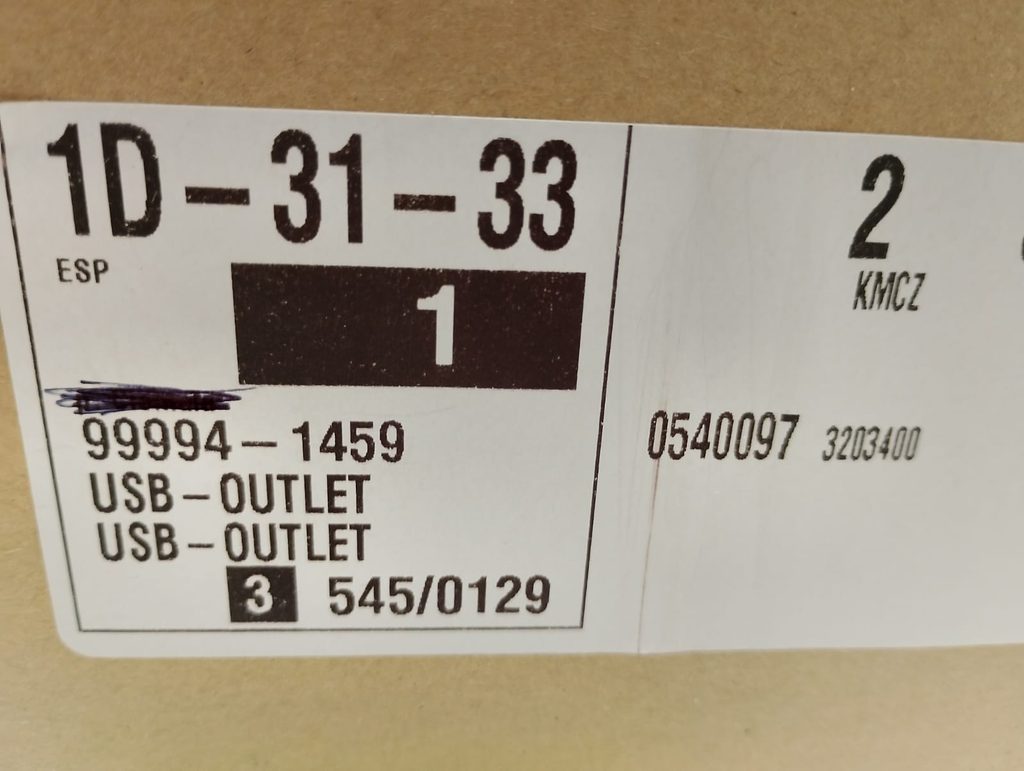 1D-31-33
ESP
1
99994-1459
USB-OUTLET
USB-OUTLET
3 545/0129
2
KMCZ
0540097 3203400